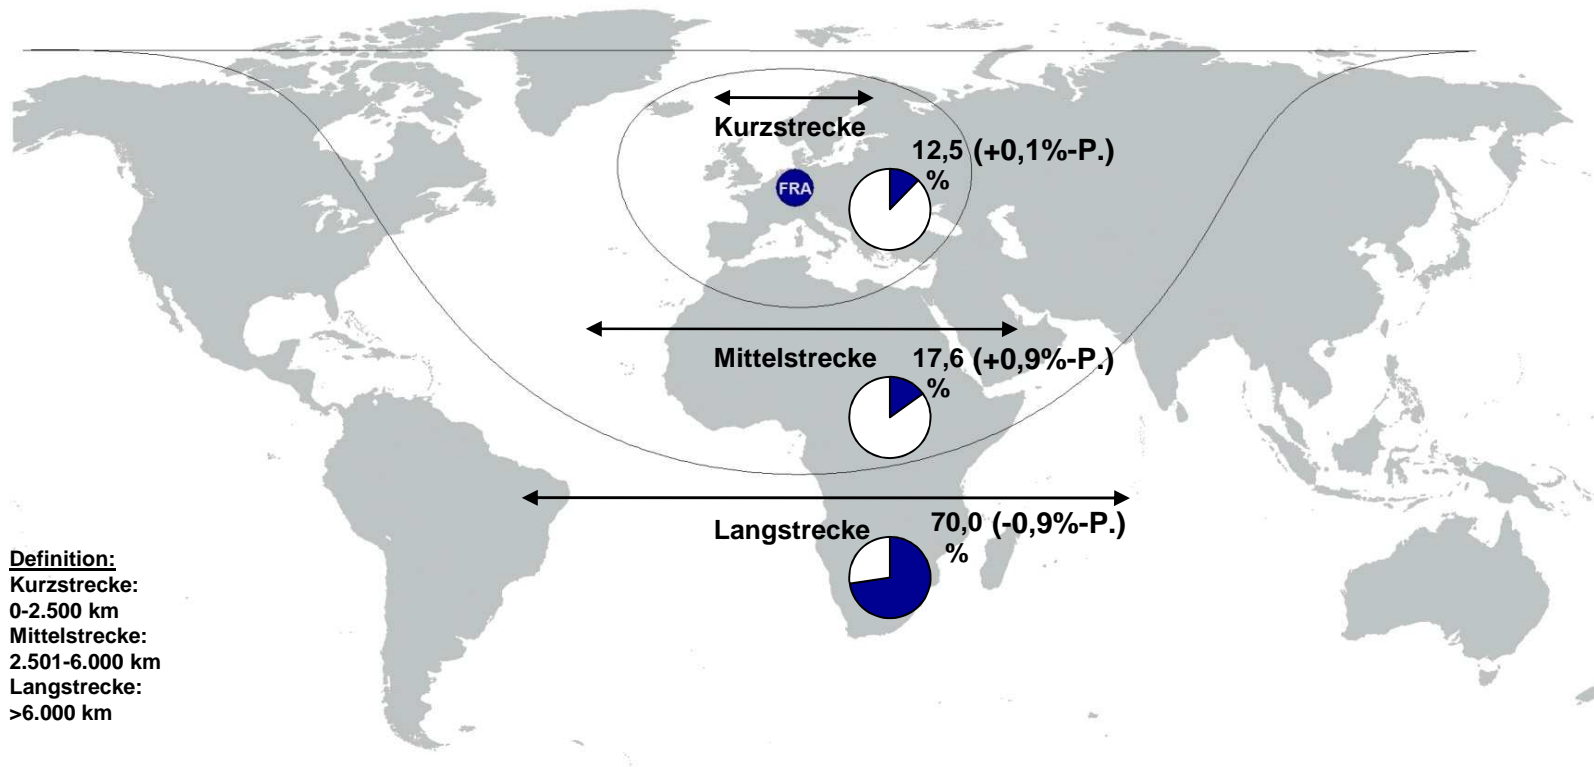 Kurzstrecke
12,5 (+0,1%-P.)
%
FRA
Mittelstrecke
17,6 (+0,9%-P.)
%
Langstrecke
70,0 (-0,9%-P.)
%
Definition:
Kurzstrecke:
0-2.500 km
Mittelstrecke:
2.501-6.000 km
Langstrecke:
>6.000 km